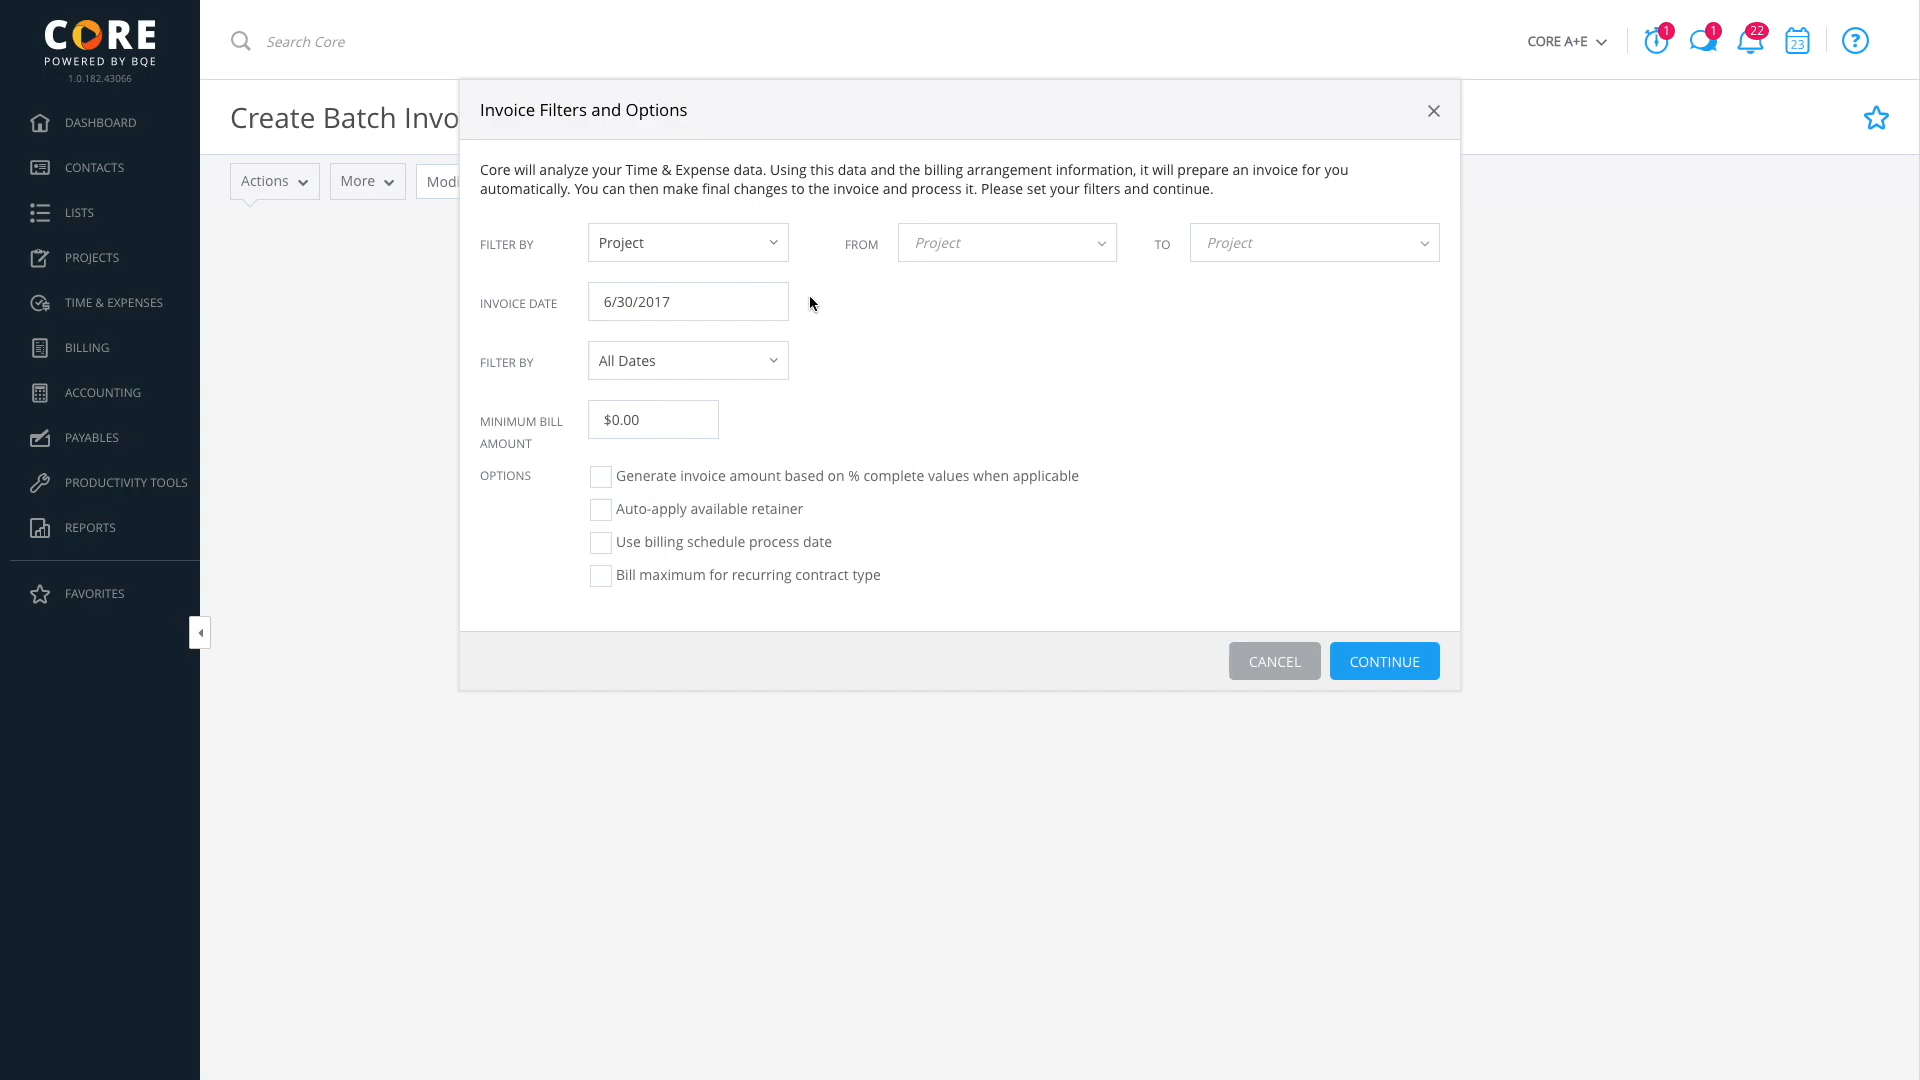 CORE
POWERED BY BQE
1.0.182.43066
DASHBOARD
CONTACTS
LISTS
PROJECTS
TIME & EXPENSES
BILLING
ACCOUNTING
PAYABLES
PRODUCTIVITY TOOLS
REPORTS
FAVORITES
Search Core
CORE A+E
1
1
22
23
?
Create Batch Invo
Actions
More
Modi
Invoice Filters and Options
Core will analyze your Time & Expense data. Using this data and the billing arrangement information, it will prepare an invoice for you
automatically. You can then make final changes to the invoice and process it. Please set your filters and continue.
FILTER BY Project FROM Project TO Project
INVOICE DATE 6/30/2017
FILTER BY All Dates
MINIMUM BILL
AMOUNT
$0.00
OPTIONS Generate invoice amount based on % complete values when applicable
Auto-apply available retainer
Use billing schedule process date
Bill maximum for recurring contract type
CANCEL CONTINUE